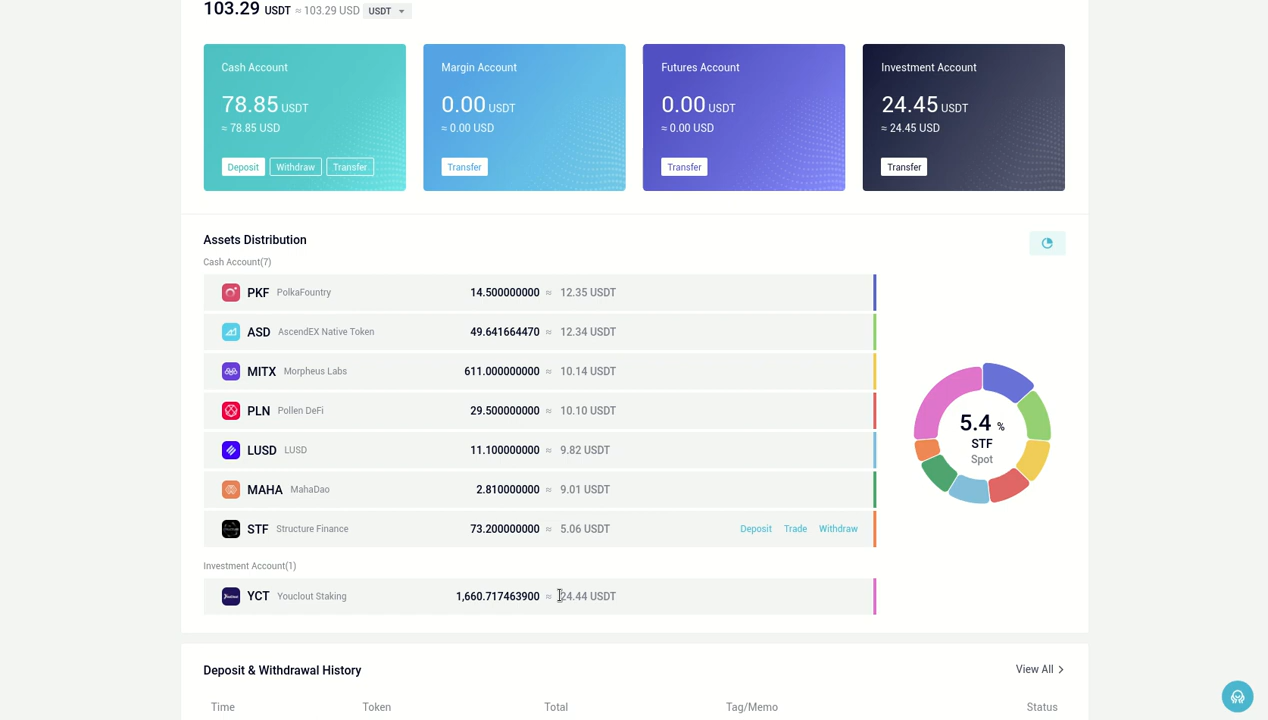 103.29 USDT ≈ 103.29 USD USDT
Cash Account
78.85 USDT
≈ 78.85 USD
Deposit Withdraw Transfer
Margin Account
0.00 USDT
≈ 0.00 USD
Transfer
Futures Account
0.00 USDT
≈ 0.00 USD
Transfer
Investment Account
24.45 USDT
≈ 24.45 USD
Transfer
Assets Distribution
Cash Account(7)
PKF PolkaFountry 14.500000000 ≈ 12.35 USDT
ASD AscendEX Native Token 49.641664470 ≈ 12.34 USDT
MITX Morpheus Labs 611.000000000 ≈ 10.14 USDT
PLN Pollen DeFi 29.500000000 ≈ 10.10 USDT
LUSD LUSD 11.100000000 ≈ 9.82 USDT
MAHA MahaDao 2.810000000 ≈ 9.01 USDT
STF Structure Finance 73.200000000 ≈ 5.06 USDT Deposit Trade Withdraw
5.4 %
STF
Spot
Investment Account(1)
YCT Youclout Staking 1,660.717463900 ≈ 24.44 USDT
Deposit & Withdrawal History View All
Time Token Total Tag/Memo Status